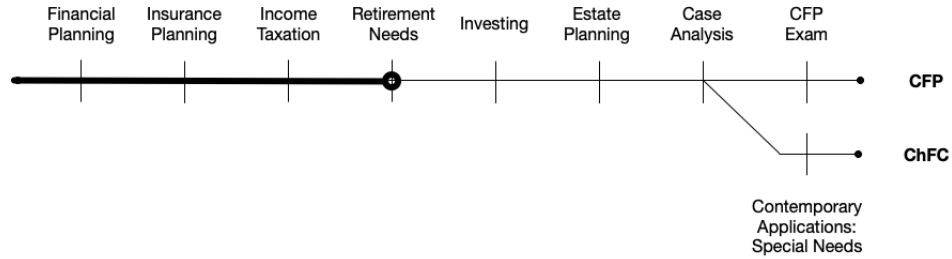 Financial
Planning
Insurance
Planning
Income
Taxation
Retirement
Needs
Investing
Estate
Planning
Case
Analysis
CFP
Exam
CFP
ChFC
Contemporary
Applications:
Special Needs